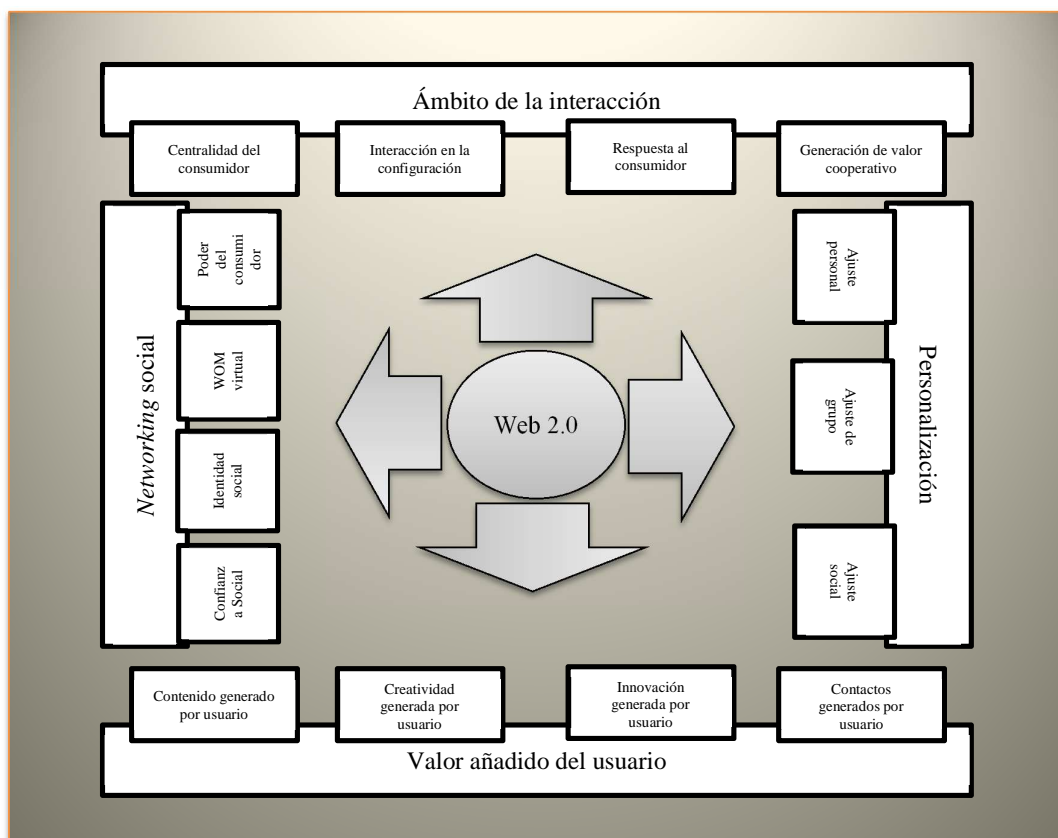 Ámbito de la interacción
Centralidad del
consumidor
Interacción en la
configuración
Respuesta al
consumidor
Generación de valor
cooperativo
Networking social
Poder
del
consumi
dor
WOM
virtual
Identidad
social
Confianz
a Social
Web 2.0
Ajuste
personal
Ajuste de
grupo
Ajuste
social
Personalización
Contenido generado
por usuario
Creatividad
generada por
usuario
Innovación
generada por
usuario
Contactos
generados por
usuario
Valor añadido del usuario